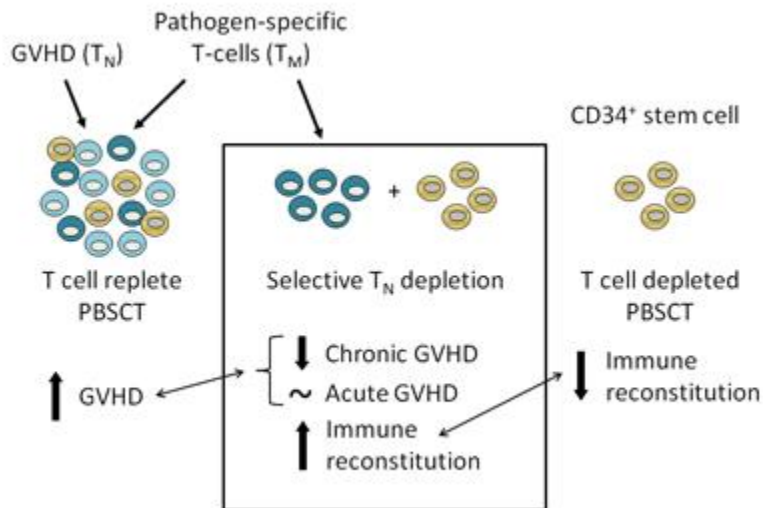 GVHD (TN)
Pathogen-specific
T-cells (TM)
CD34+ stem cell
+
T cell replete
PBSCT
Selective TN depletion
T cell depleted
PBSCT
GVHD
Chronic GVHD
~ Acute GVHD
Immune
reconstitution
Immune
reconstitution